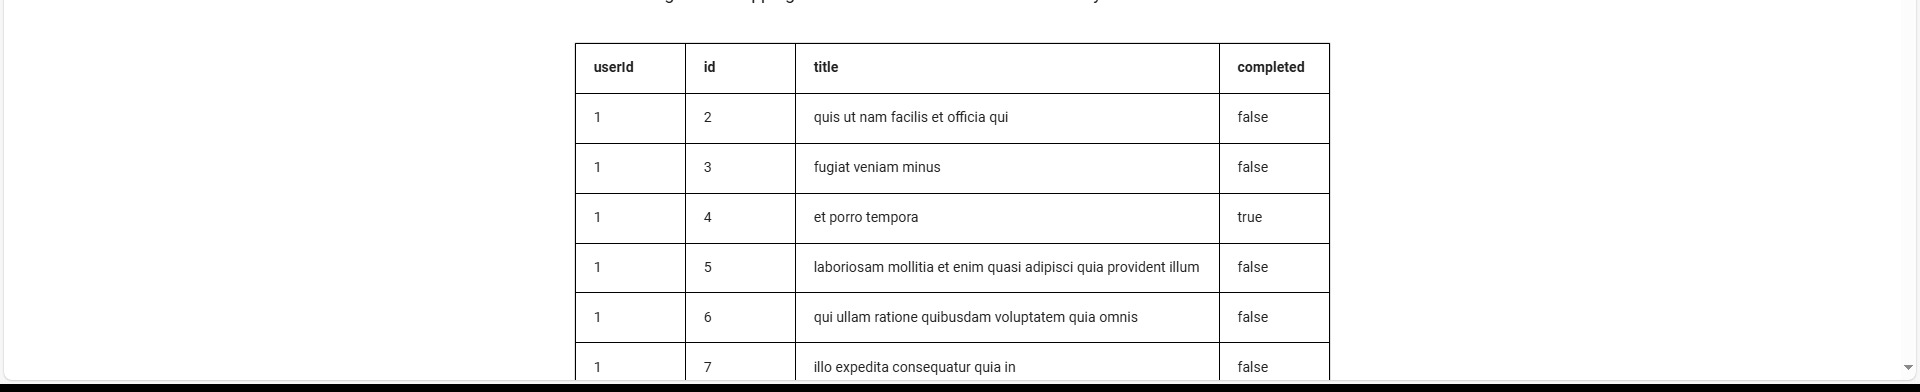 userId id title completed
1 2 quis ut nam facilis et officia qui false
1 3 fugiat veniam minus false
1 4 et porro tempora true
1 5 laboriosam mollitia et enim quasi adipisci quia provident illum false
1 6 qui ullam ratione quibusdam voluptatem quia omnis false
1 7 illo expedita consequatur quia in false